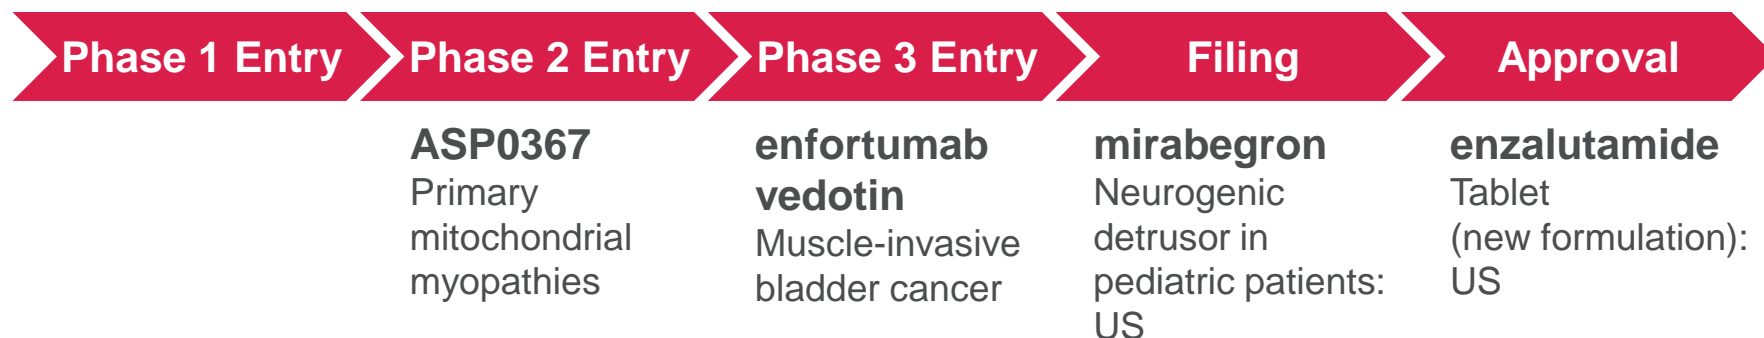 Phase 1 Entry
Phase 2 Entry
Phase 3 Entry
Filing
Approval
ASP0367
Primary
mitochondrial
myopathies
enfortumab
vedotin
Muscle-invasive
bladder cancer
mirabegron
Neurogenic
detrusor in
pediatric patients:
US
enzalutamide
Tablet
(new formulation):
US